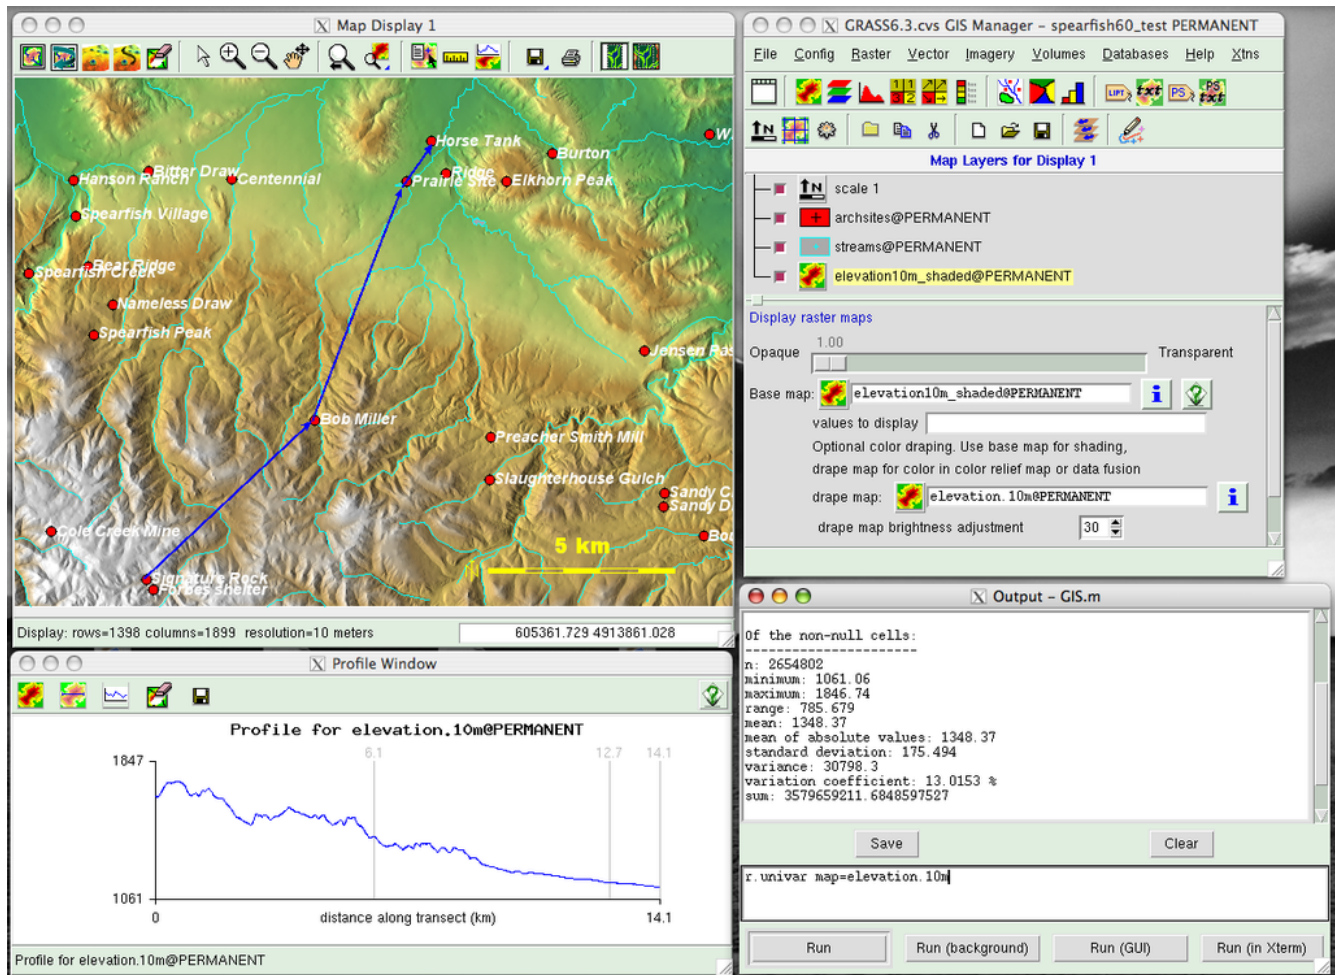 Map Display 1
Horse Tank
Burton
Bitter Draw
Ridge
Hanson Ranch
Centennial
Prairie Site
Elkhorn Peak
Spearfish Village
Bear Ridge
Spearfish Creek
Nameless Draw
Spearfish Peak
Bob Miller
Preacher Smith Mill
Slaughterhouse Gulch
Sandy
Sandy D
Cole Creek Mine
5 km
Signature Rock
Forbes shelter
Display: rows=1398 columns=1899 resolution=10 meters
605361.729 4913861.028
Profile Window
Profile for elevation.10m@PERMANENT
6.1 12.7 14.1
1847
1061
0 distance along transect (km) 14.1
Profile for elevation.10m@PERMANENT
GRASS6.3.cvs GIS Manager - spearfish60_test PERMANENT
File Config Raster Vector Imagery Volumes Databases Help Xtns
Map Layers for Display 1
scale 1
archsites@PERMANENT
streams@PERMANENT
elevation10m_shaded@PERMANENT
Display raster maps
1.00
Opaque Transparent
Base map: elevation10m_shaded@PERMANENT
values to display
Optional color draping. Use base map for shading,
drape map for color in color relief map or data fusion
drape map: elevation.10m@PERMANENT
drape map brightness adjustment 30
Output - GIS.m
Of the non-null cells:
----------------------
n: 2654802
minimum: 1061.06
maximum: 1846.74
range: 785.679
mean: 1348.37
mean of absolute values: 1348.37
standard deviation: 175.494
variance: 30798.3
variation coefficient: 13.0153 %
sum: 3579659211.6848597527
Save Clear
r.univar map=elevation.10m
Run Run (background) Run (GUI) Run (in Xterm)